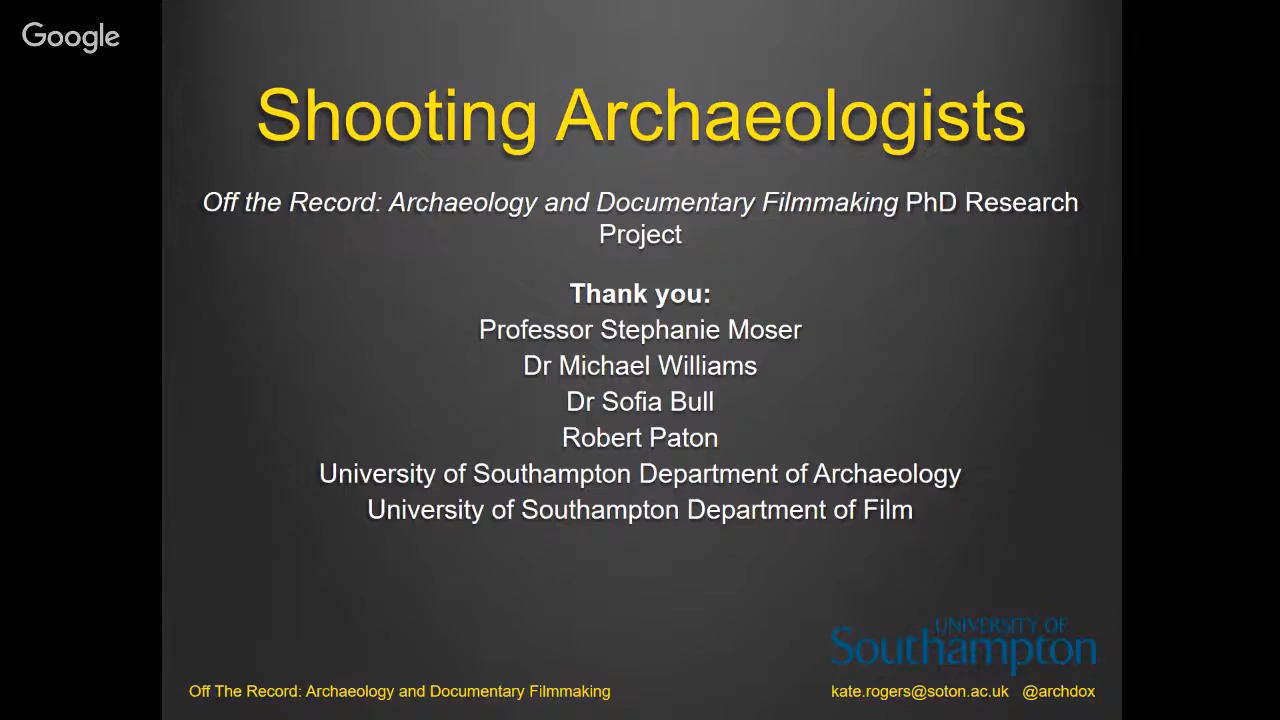 Google
Shooting Archaeologists
Off the Record: Archaeology and Documentary Filmmaking PhD Research
Project
Thank you:
Professor Stephanie Moser
Dr Michael Williams
Dr Sofia Bull
Robert Paton
University of Southampton Department of Archaeology
University of Southampton Department of Film
UNIVERSITY OF
Southampton
Off The Record: Archaeology and Documentary Filmmaking
kate.rogers@soton.ac.uk @archdox